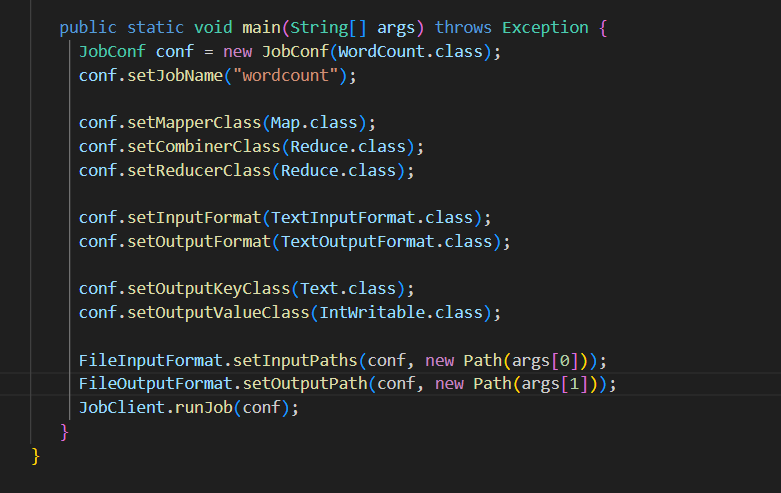 public static void main(String[] args) throws Exception {
JobConf conf = new JobConf(WordCount.class);
conf.setJobName("wordcount");
conf.setMapperClass(Map.class);
conf.setCombinerClass(Reduce.class);
conf.setReducerClass(Reduce.class);
conf.setInputFormat(TextInputFormat.class);
conf.setOutputFormat(TextOutputFormat.class);
conf.setOutputKeyClass(Text.class);
conf.setOutputValueClass(IntWritable.class);
FileInputFormat.setInputPaths(conf, new Path(args[0]));
FileOutputFormat.setOutputPath(conf, new Path(args[1]));
JobClient.runJob(conf);
}
}